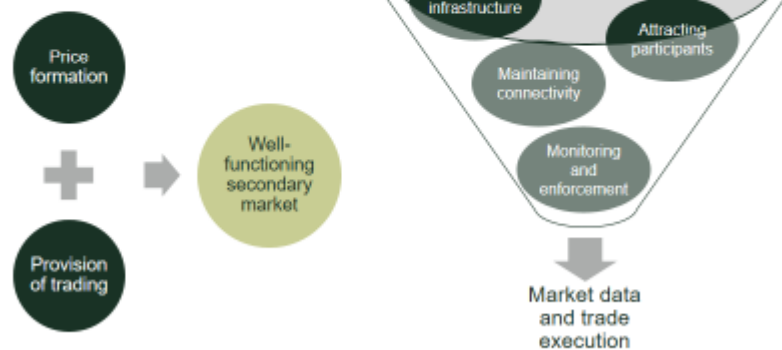 Price
formation
Provision
of trading
Well-
functioning
secondary
market
infrastructure
Attracting
participants
Maintaining
connectivity
Monitoring
and
enforcement
Market data
and trade
execution